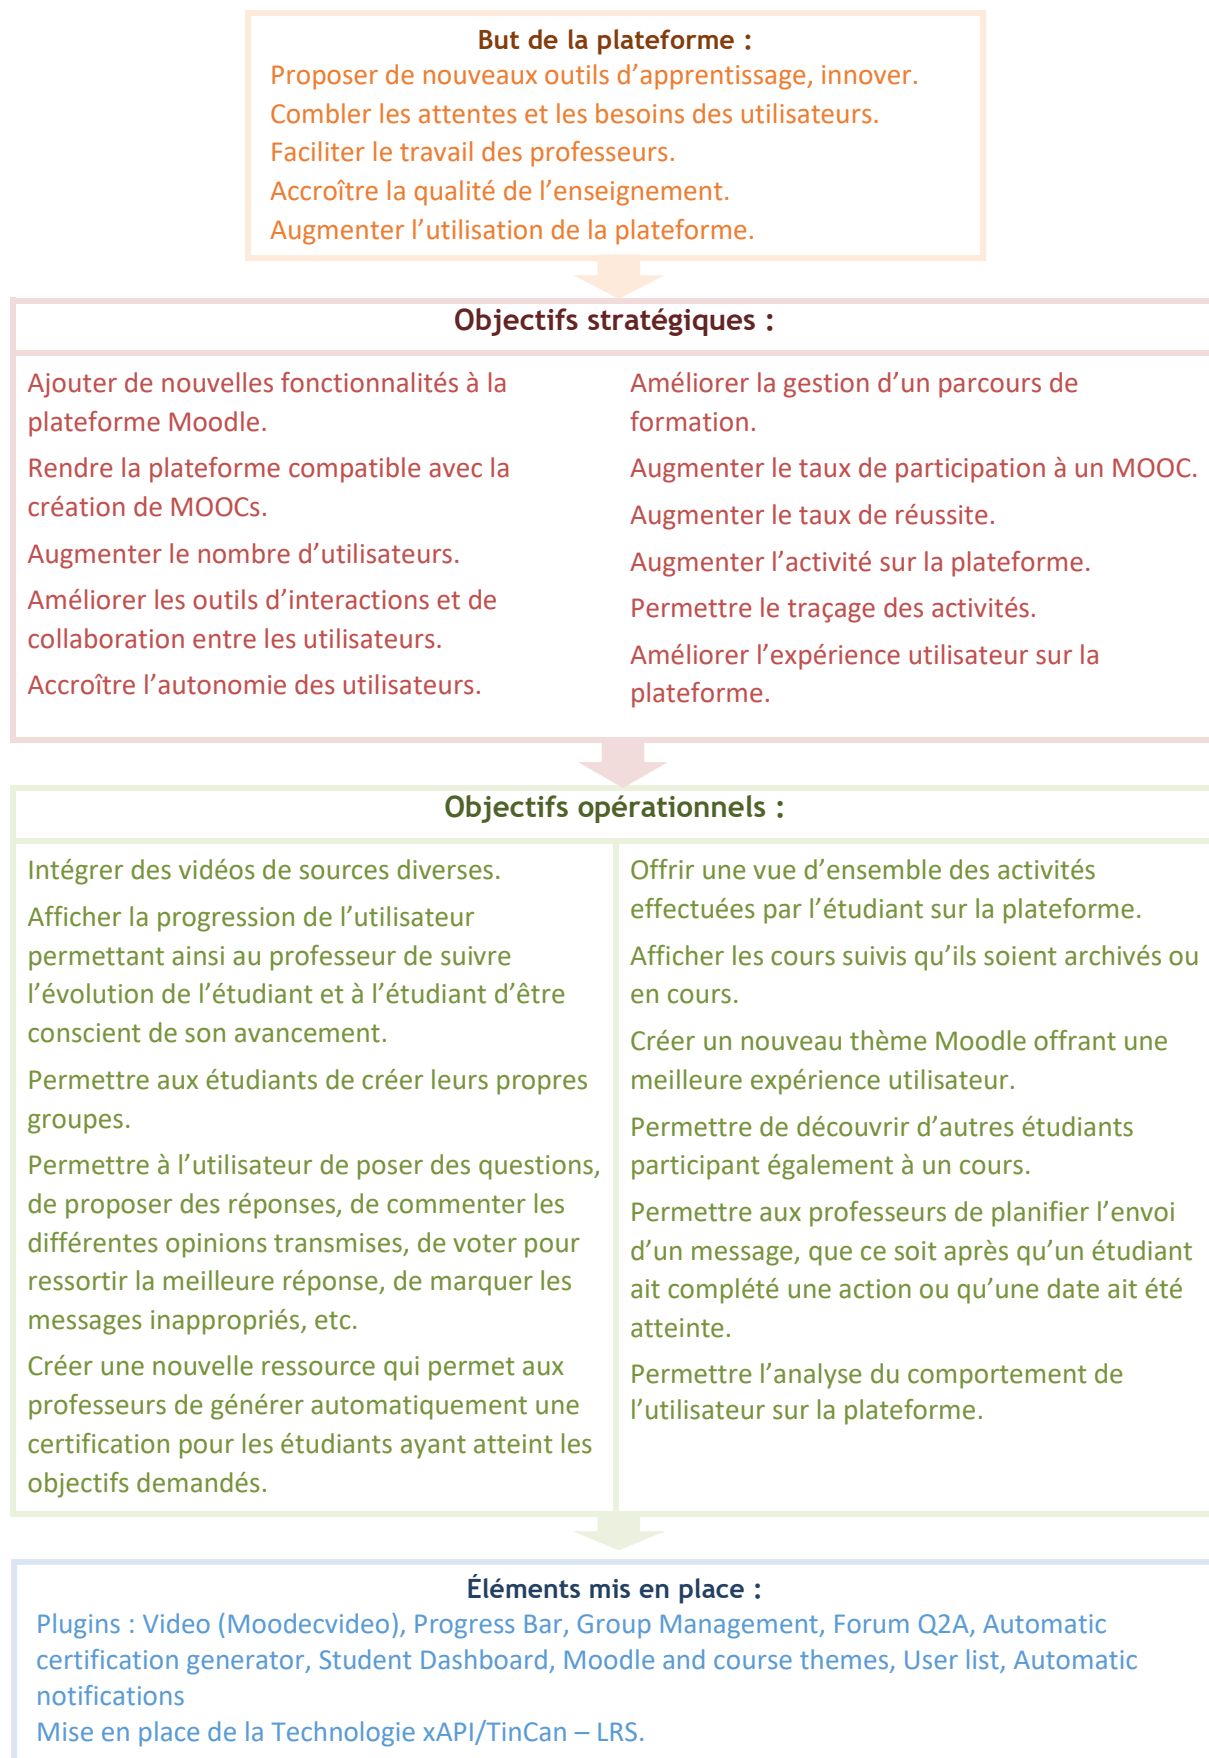 But de la plateforme :
Proposer de nouveaux outils d’apprentissage, innover.
Combler les attentes et les besoins des utilisateurs.
Faciliter le travail des professeurs.
Accroître la qualité de l’enseignement.
Augmenter l’utilisation de la plateforme.
Objectifs stratégiques :
Ajouter de nouvelles fonctionnalités à la
plateforme Moodle.
Rendre la plateforme compatible avec la
création de MOOCs.
Augmenter le nombre d’utilisateurs.
Améliorer les outils d’interactions et de
collaboration entre les utilisateurs.
Accroître l’autonomie des utilisateurs.
Améliorer la gestion d’un parcours de
formation.
Augmenter le taux de participation à un MOOC.
Augmenter le taux de réussite.
Augmenter l’activité sur la plateforme.
Permettre le traçage des activités.
Améliorer l’expérience utilisateur sur la
plateforme.
Objectifs opérationnels :
Intégrer des vidéos de sources diverses.
Afficher la progression de l’utilisateur
permettant ainsi au professeur de suivre
l’évolution de l’étudiant et à l’étudiant d’être
conscient de son avancement.
Permettre aux étudiants de créer leurs propres
groupes.
Permettre à l’utilisateur de poser des questions,
de proposer des réponses, de commenter les
différentes opinions transmises, de voter pour
ressortir la meilleure réponse, de marquer les
messages inappropriés, etc.
Créer une nouvelle ressource qui permet aux
professeurs de générer automatiquement une
certification pour les étudiants ayant atteint les
objectifs demandés.
Offrir une vue d’ensemble des activités
effectuées par l’étudiant sur la plateforme.
Afficher les cours suivis qu’ils soient archivés ou
en cours.
Créer un nouveau thème Moodle offrant une
meilleure expérience utilisateur.
Permettre de découvrir d’autres étudiants
participant également à un cours.
Permettre aux professeurs de planifier l’envoi
d’un message, que ce soit après qu’un étudiant
ait complété une action ou qu’une date ait été
atteinte.
Permettre l’analyse du comportement de
l’utilisateur sur la plateforme.
Éléments mis en place :
Plugins : Video (Moodecvideo), Progress Bar, Group Management, Forum Q2A, Automatic
certification generator, Student Dashboard, Moodle and course themes, User list, Automatic
notifications
Mise en place de la Technologie xAPI/TinCan – LRS.